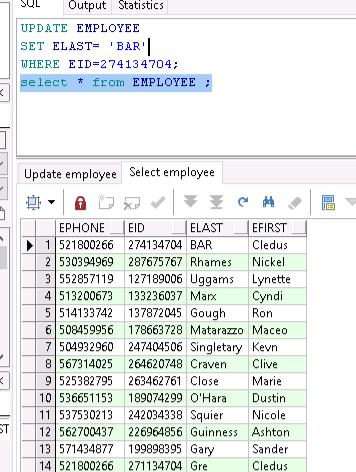 SQL Output Statistics
UPDATE EMPLOYEE
SET ELAST= 'BAR'
WHERE EID=274134704;
select * from EMPLOYEE ;
Update employee Select employee
EPHONE EID ELAST EFIRST
1 521800266 274134704 BAR Cledus
2 530394969 287675767 Rhames Nickel
3 552857119 127189006 Uggams Lynette
4 513200673 133236037 Marx Cyndi
5 514133742 137872045 Gough Ron
6 508459956 178663728 Matarazzo Maceo
7 504932960 247404506 Singletary Kevn
8 567314025 264620748 Craven Clive
9 525382795 263462761 Close Marie
10 536651153 189074299 O'Hara Dustin
11 537530213 242034338 Squier Nicole
12 562700437 226964856 Guinness Ashton
13 571434877 199898395 Gary Sander
14 521800266 271134704 Gre Cledus